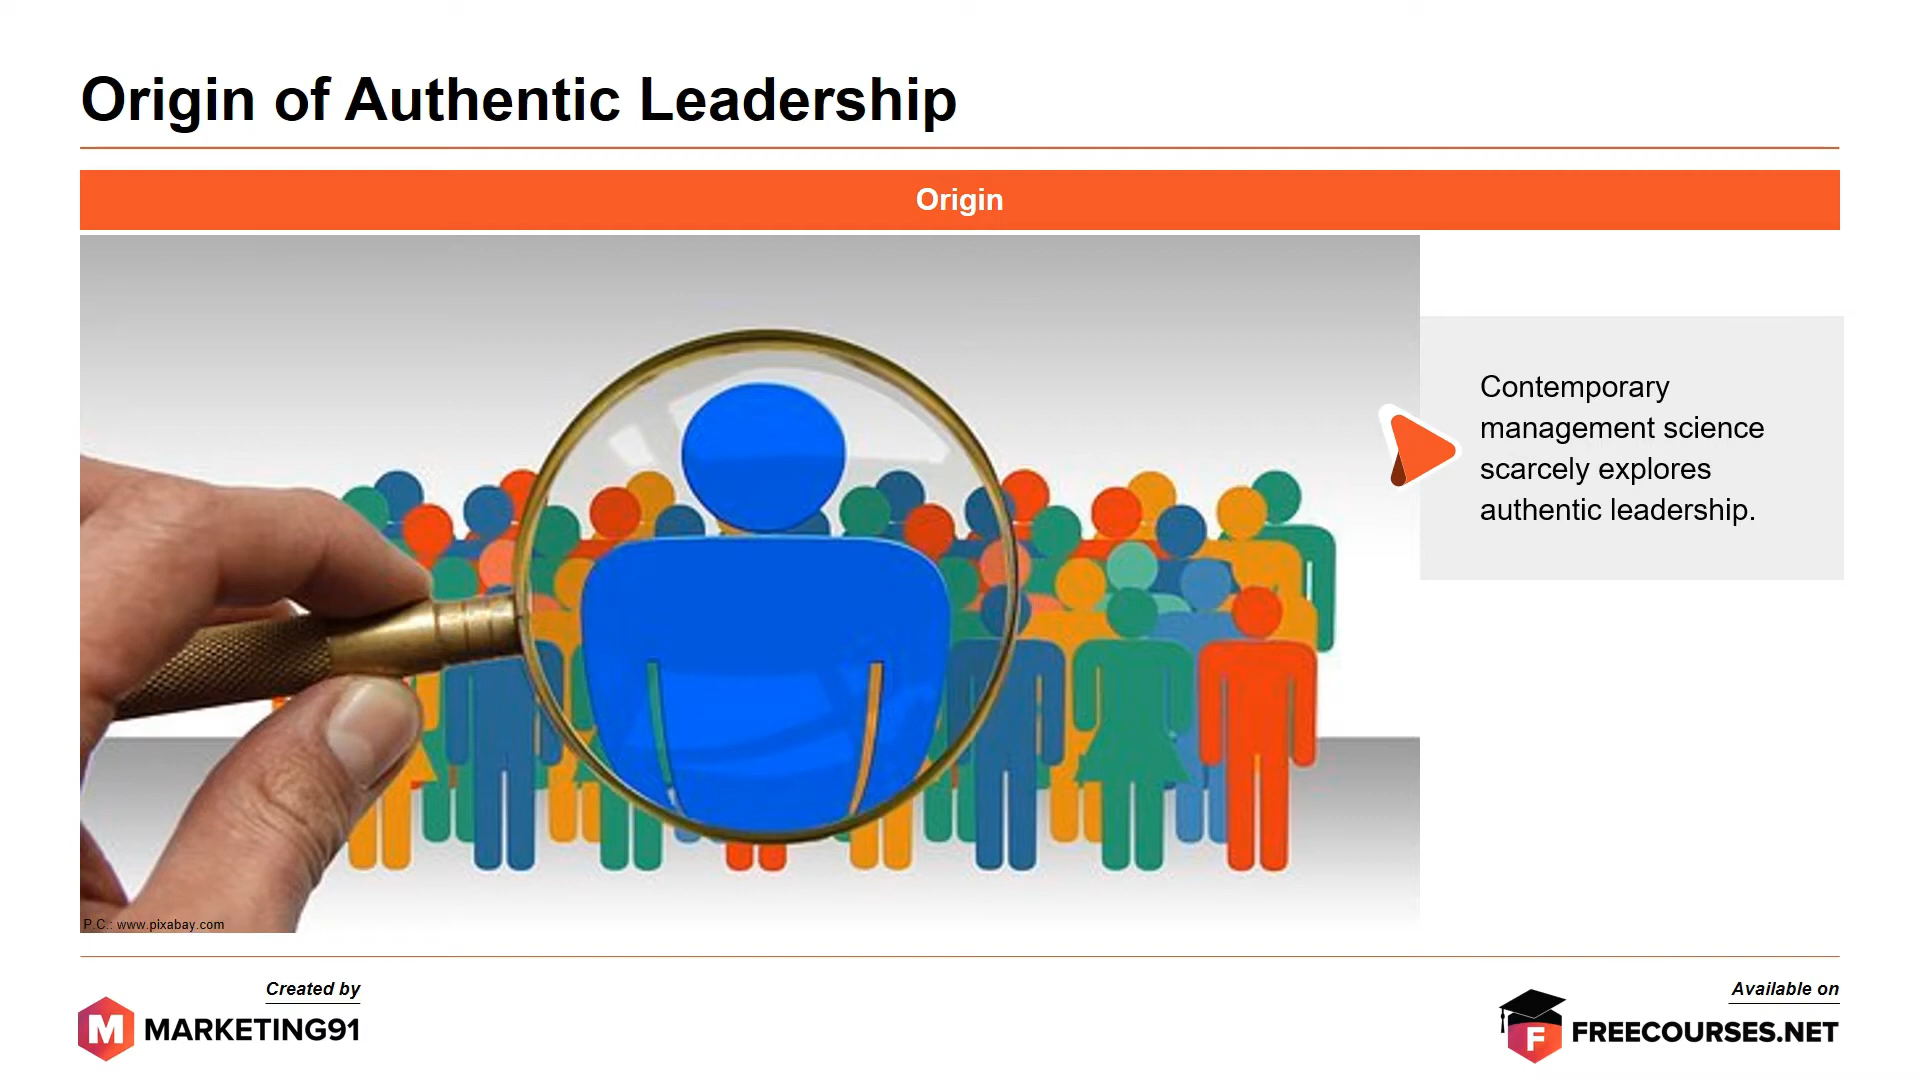 Origin of Authentic Leadership
Origin
Contemporary
management science
scarcely explores
authentic leadership.
P.C.: www.pixabay.com
Created by
M MARKETING91
Available on
F FREECOURSES.NET